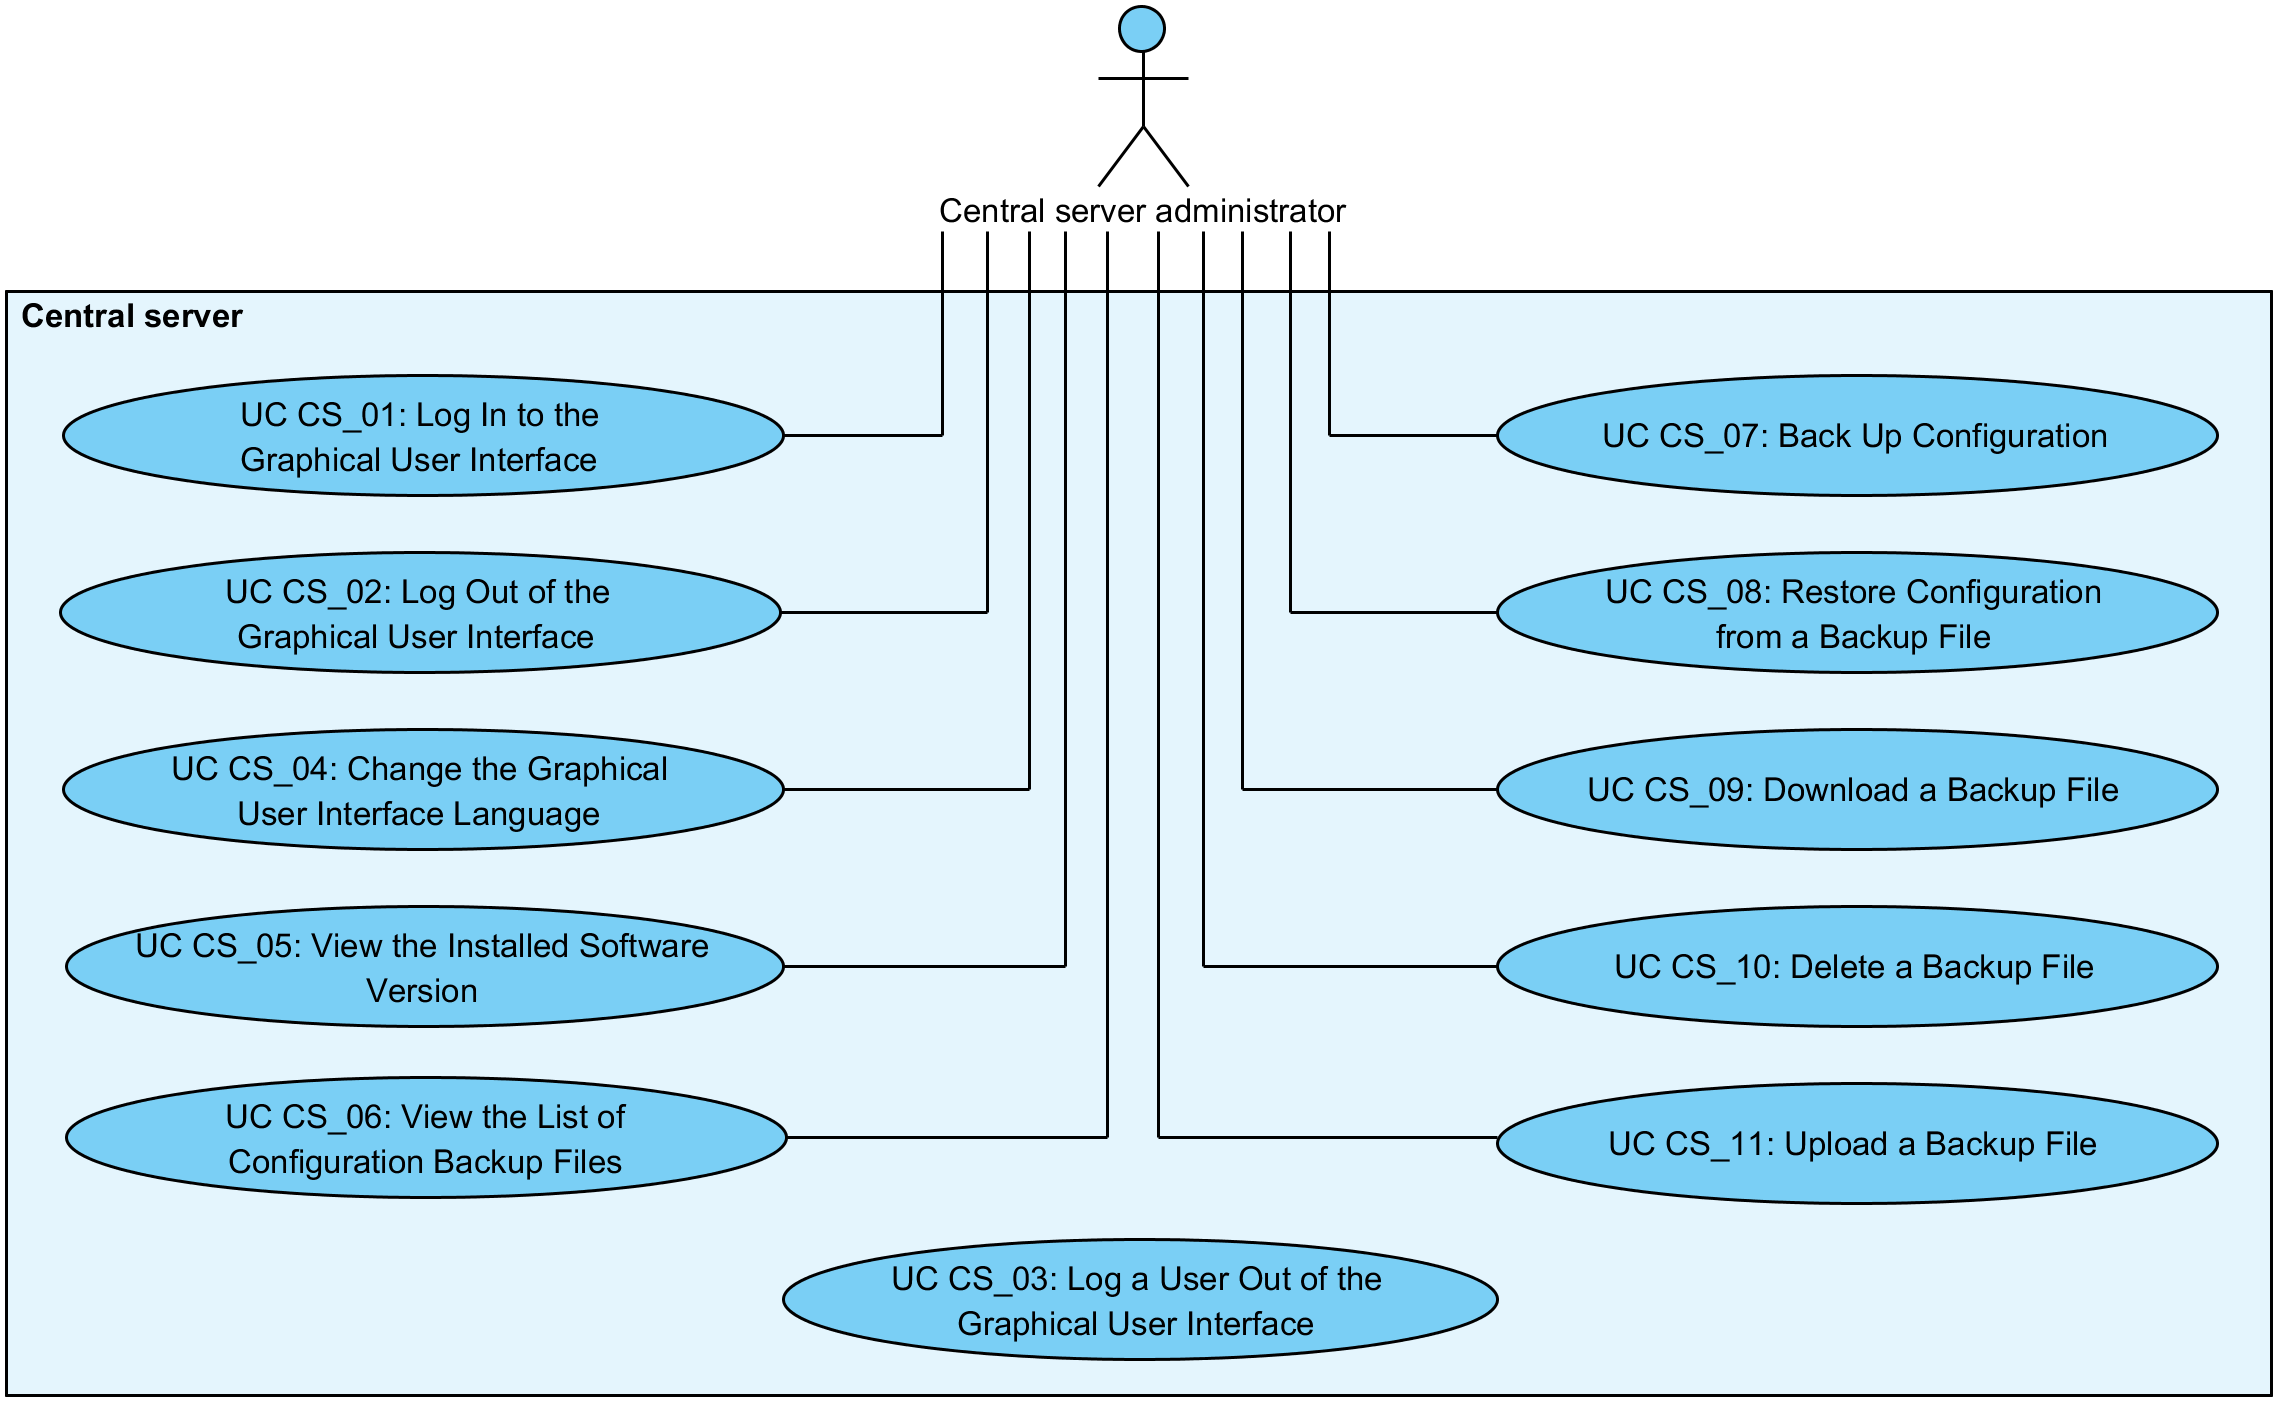 Central server administrator
Central server
UC CS_01: Log In to the
Graphical User Interface
UC CS_02: Log Out of the
Graphical User Interface
UC CS_04: Change the Graphical
User Interface Language
UC CS_05: View the Installed Software
Version
UC CS_06: View the List of
Configuration Backup Files
UC CS_07: Back Up Configuration
UC CS_08: Restore Configuration
from a Backup File
UC CS_09: Download a Backup File
UC CS_10: Delete a Backup File
UC CS_11: Upload a Backup File
UC CS_03: Log a User Out of the
Graphical User Interface